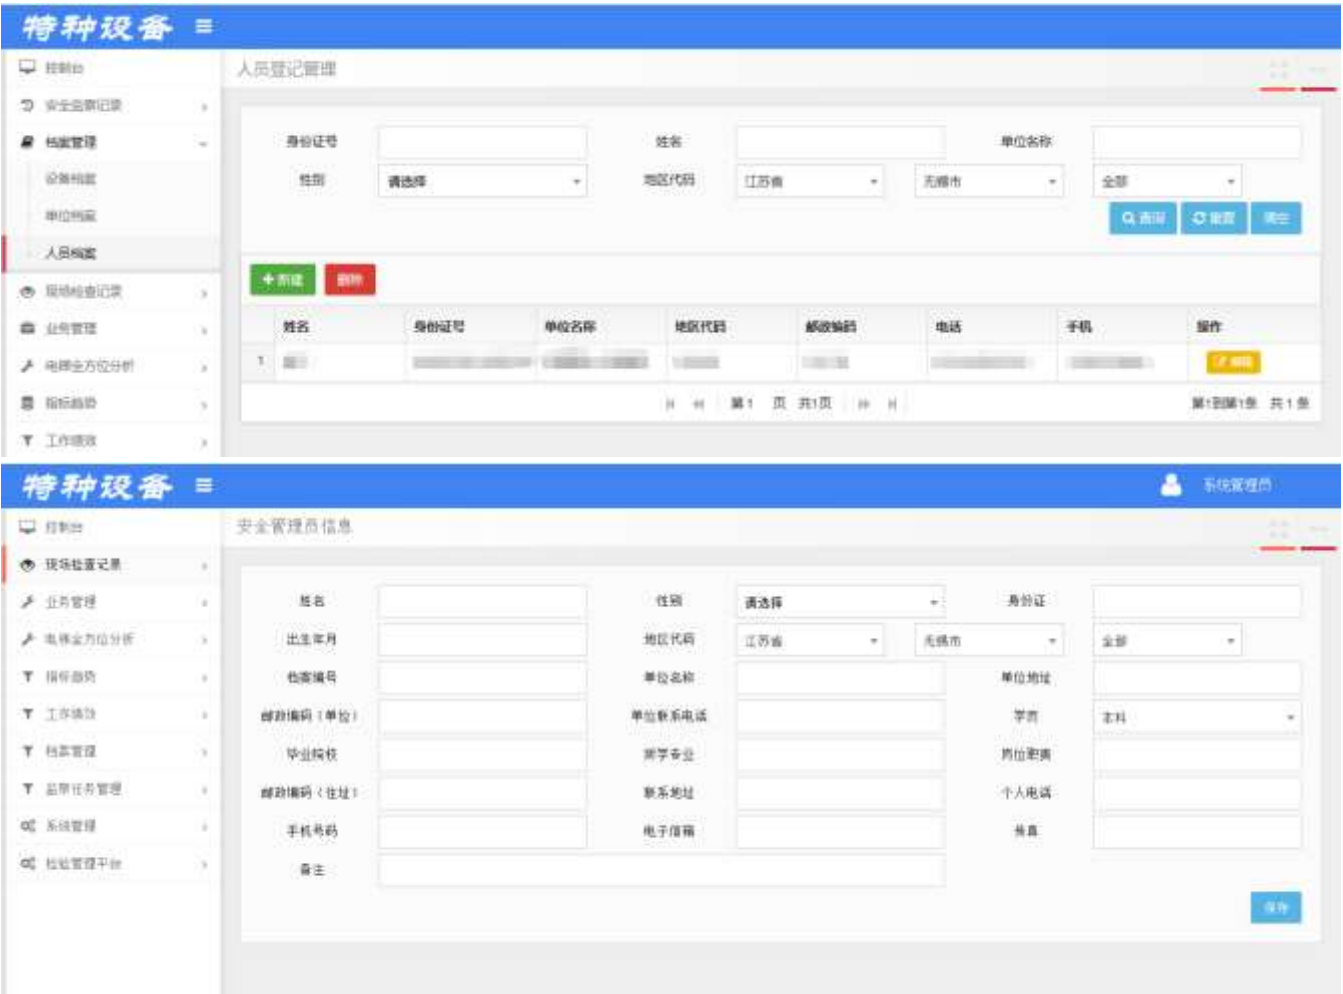 特种设备
控制台
人员登记管理
安全监察记录
档案管理
身份证号
姓名
单位名称
设备档案
性别
请选择
地区代码
江苏省
无锡市
全部
单位档案
查询
重置
清空
人员档案
新建
删除
现场检查记录
业务管理
姓名
身份证号
单位名称
地区代码
邮政编码
电话
手机
操作
电梯全方位分析
1
编辑
指标趋势
第1 页 共1页
第1到第1条 共1条
工作绩效
特种设备
系统管理员
控制台
安全管理员信息
现场检查记录
业务管理
姓名
性别
请选择
身份证
电梯全方位分析
出生年月
地区代码
江苏省
无锡市
全部
指标趋势
档案编号
单位名称
单位地址
工作绩效
邮政编码（单位）
单位联系电话
学历
本科
档案管理
毕业院校
所学专业
岗位职责
监察任务管理
邮政编码（住址）
联系地址
个人电话
系统管理
手机号码
电子信箱
传真
检验管理平台
备注
保存